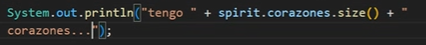 System.out.println("tengo " + spirit.corazones.size() + "
corazones...");